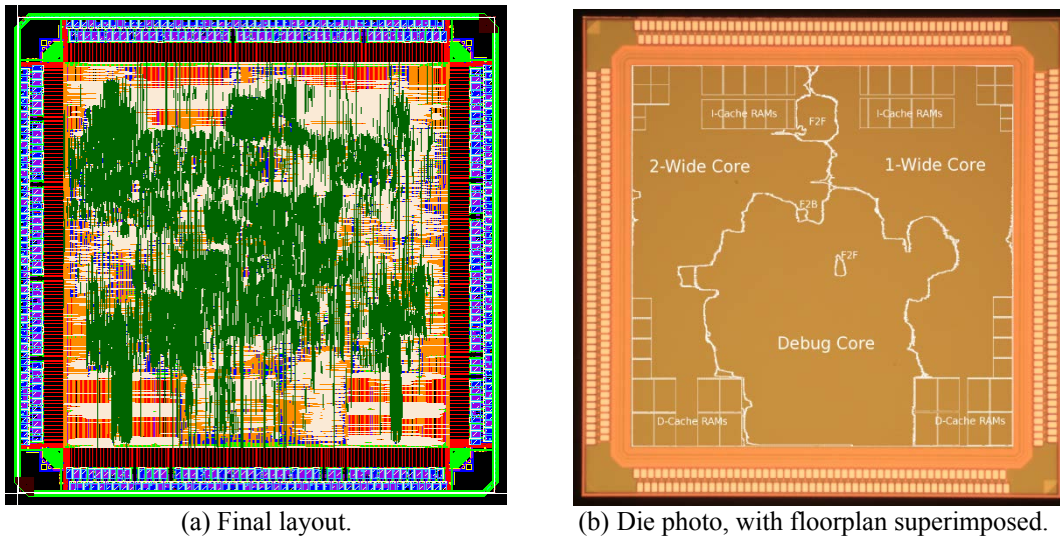 I-Cache RAMs
F2F
I-Cache RAMs
2-Wide Core
1-Wide Core
F2B
F2F
Debug Core
D-Cache RAMs
D-Cache RAMs
(a) Final layout.
(b) Die photo, with floorplan superimposed.